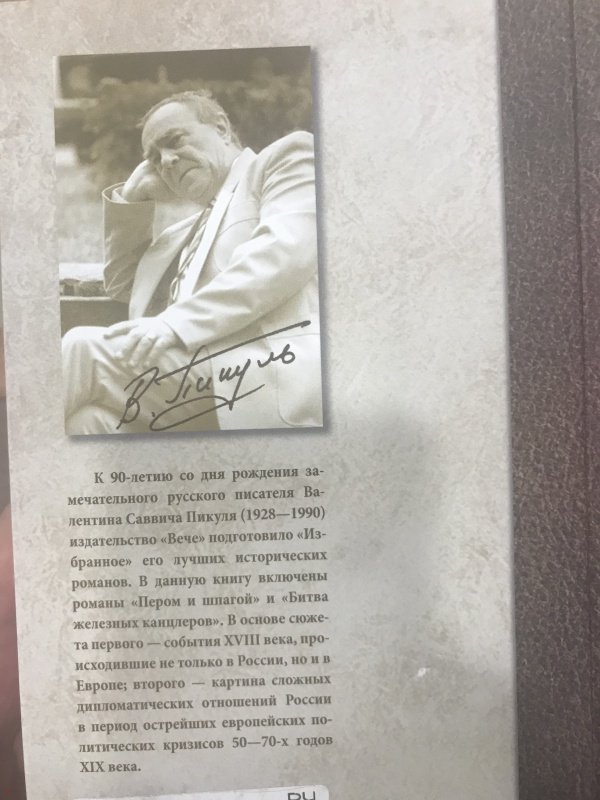 В. Пикуль
К 90-летию со дня рождения за-
мечательного русского писателя Ва-
лентина Саввича Пикуля (1928—1990)
издательство «Вече» подготовило «Из-
бранное» его лучших исторических
романов. В данную книгу включены
романы «Пером и шпагой» и «Битва
железных канцлеров». В основе сюже-
та первого — события XVIII века, про-
исходившие не только в России, но и в
Европе; второго — картина сложных
дипломатических отношений России
в период острейших европейских по-
литических кризисов 50—70-х годов
XIX века.